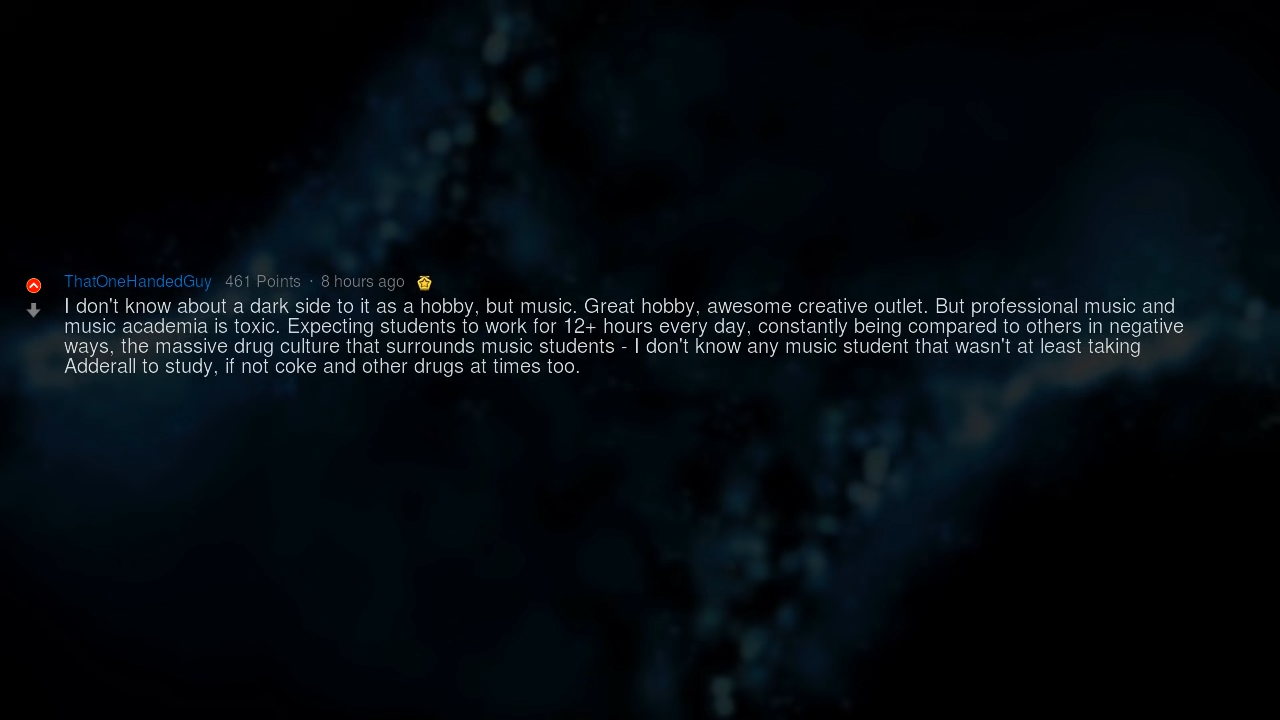 ThatOneHandedGuy 461 Points · 8 hours ago
I don't know about a dark side to it as a hobby, but music. Great hobby, awesome creative outlet. But professional music and
music academia is toxic. Expecting students to work for 12+ hours every day, constantly being compared to others in negative
ways, the massive drug culture that surrounds music students - I don't know any music student that wasn't at least taking
Adderall to study, if not coke and other drugs at times too.